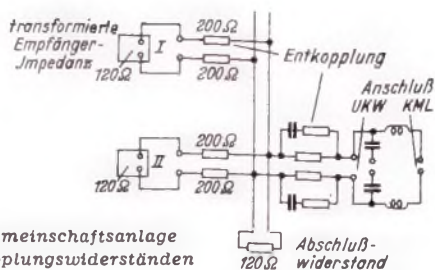 transformierte
Empfänger-
Jmpedanz
120Ω
I
200Ω
200Ω
Entkopplung
Anschluß
UKW KML
200Ω
II
120Ω
200Ω
meinschaftsanlage
plungswiderständen
120Ω
Abschluß-
widerstand